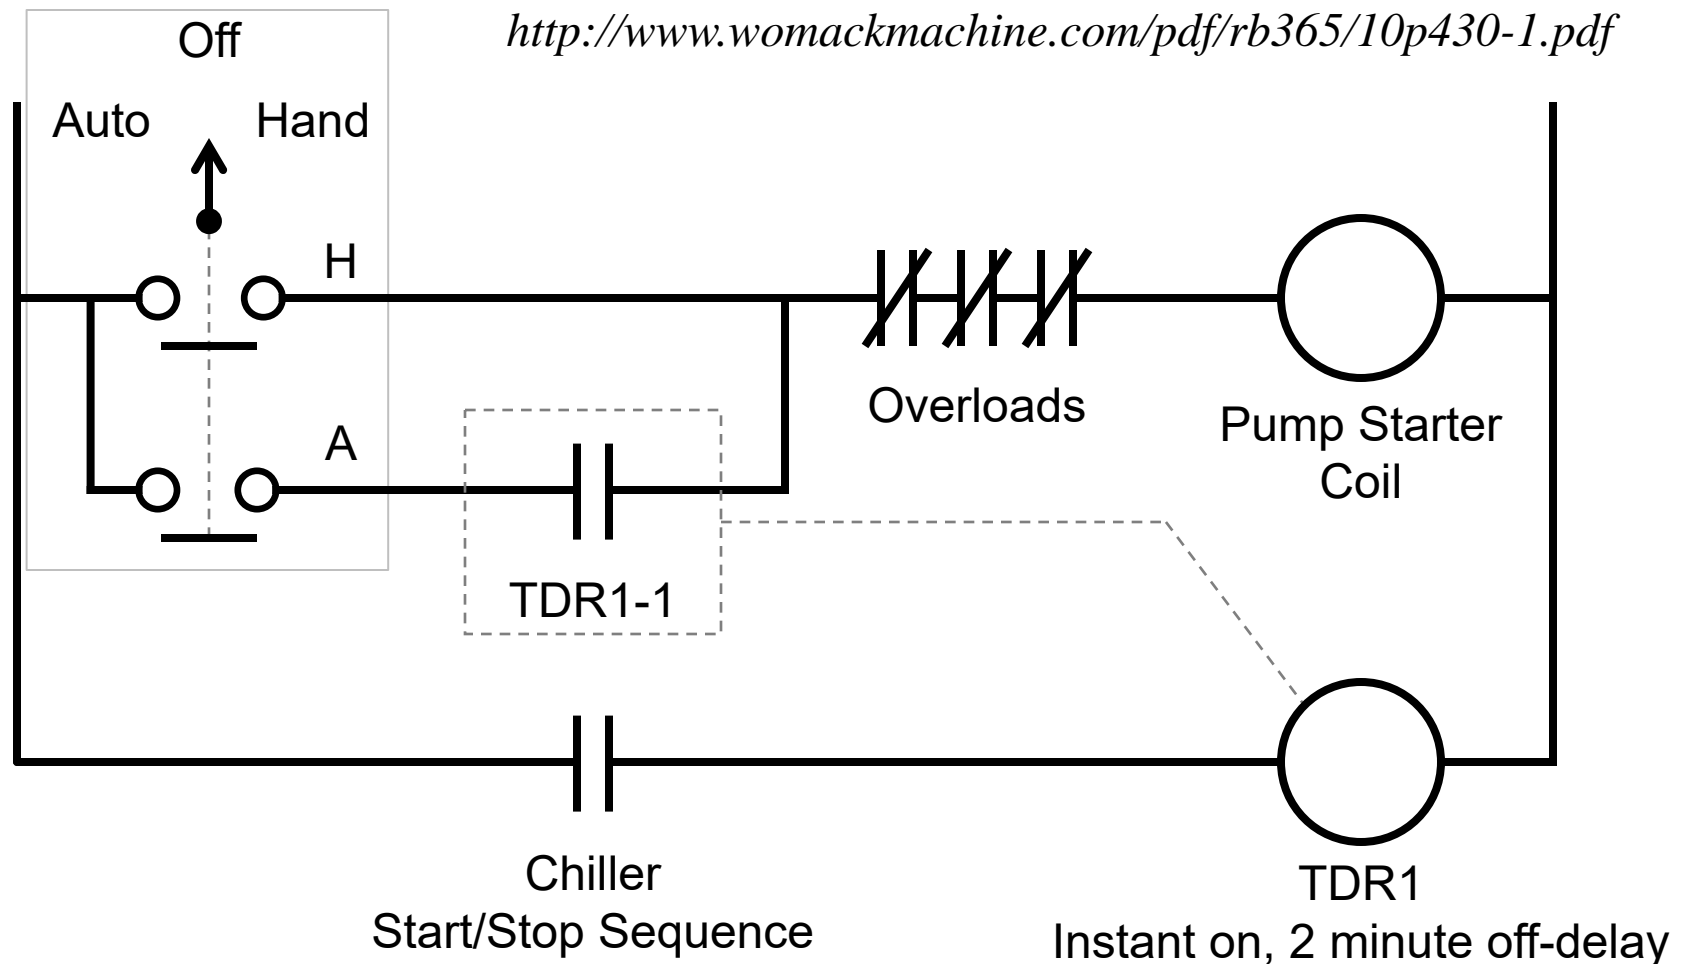 Off
http://www.womackmachine.com/pdf/rb365/10p430-1.pdf
Auto
Hand
H
Overloads
Pump Starter
Coil
A
TDR1-1
Chiller
Start/Stop Sequence
TDR1
Instant on, 2 minute off-delay